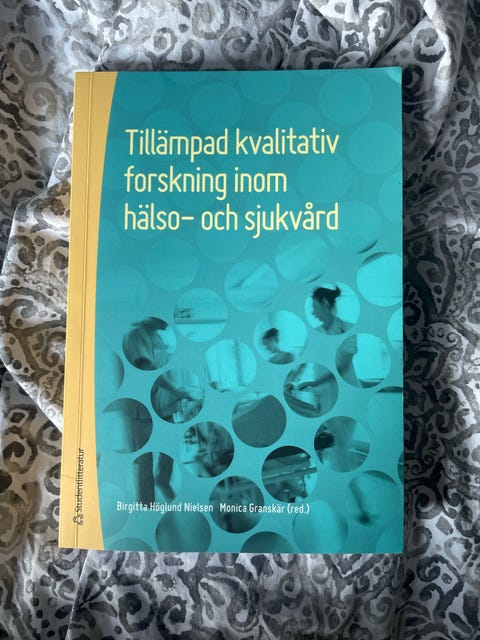 Tillämpad kvalitativ
forskning inom
hälso- och sjukvård
Studentlitteratur
Birgitta Höglund Nielsen Monica Granskär (red.)